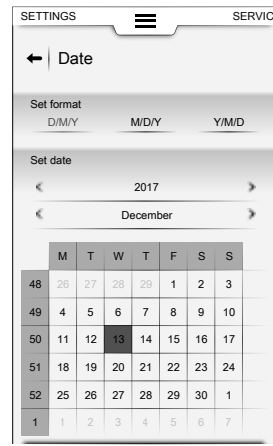 SETTINGS SERVIC
Date
Set format
D/M/Y M/D/Y Y/M/D
Set date
2017
December
M T W T F S S
48 26 27 28 29 1 2 3
49 4 5 6 7 8 9 10
50 11 12 13 14 15 16 17
51 18 19 20 21 22 23 24
52 25 26 27 28 29 30 1
1 1 2 3 4 5 6 7